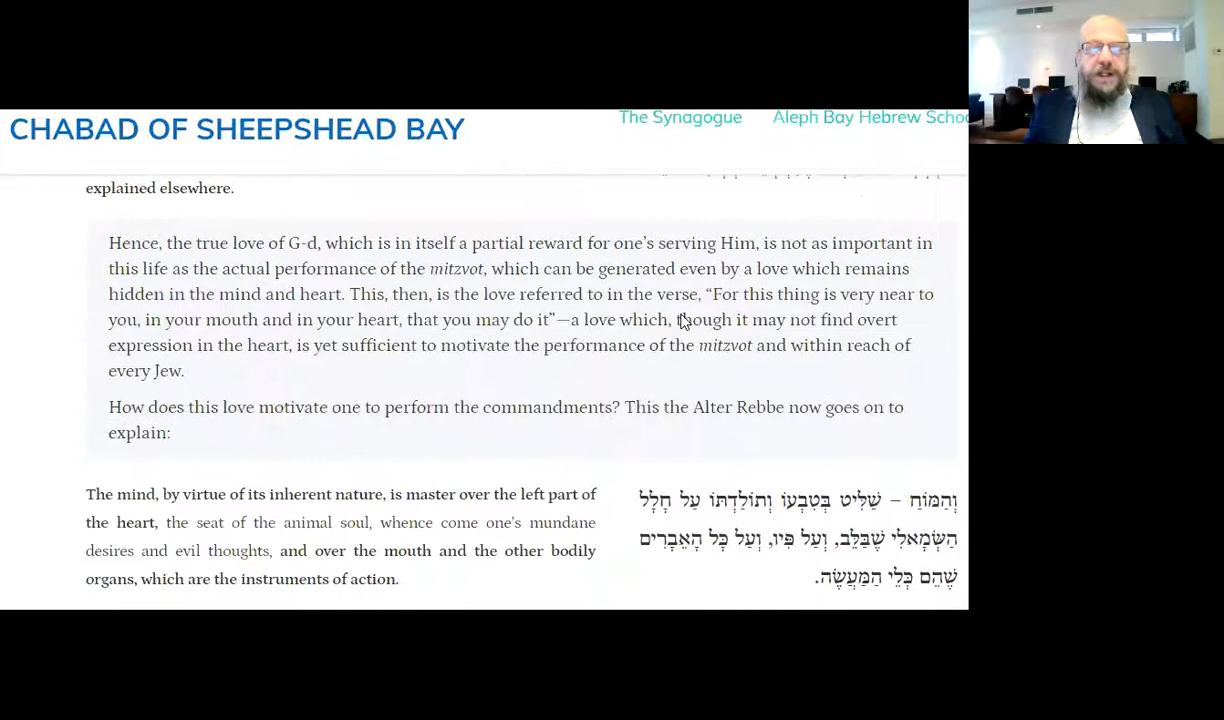 CHABAD OF SHEEPSHEAD BAY
The Synagogue Aleph Bay Hebrew
explained elsewhere.
Hence, the true love of G-d, which is in itself a partial reward for one’s serving Him, is not as important in
this life as the actual performance of the mitzvot, which can be generated even by a love which remains
hidden in the mind and heart. This, then, is the love referred to in the verse, “For this thing is very near to
you, in your mouth and in your heart, that you may do it”—a love which, though it may not find overt
expression in the heart, is yet sufficient to motivate the performance of the mitzvot and within reach of
every Jew.
How does this love motivate one to perform the commandments? This the Alter Rebbe now goes on to
explain:
The mind, by virtue of its inherent nature, is master over the left part of
the heart, the seat of the animal soul, whence come one's mundane
desires and evil thoughts, and over the mouth and the other bodily
organs, which are the instruments of action.
וְהַמּוֹחַ – שַׁלִּיט בְּטִבְעוֹ וְתוֹלַדְתּוֹ עַל חָלָל
הַשְּׂמָאלִי שֶׁבַּלֵּב, וְעַל פִּיו, וְעַל כָּל הָאֵבָרִים
שֶׁהֵם כְּלֵי הַמַּעֲשֶׂה.